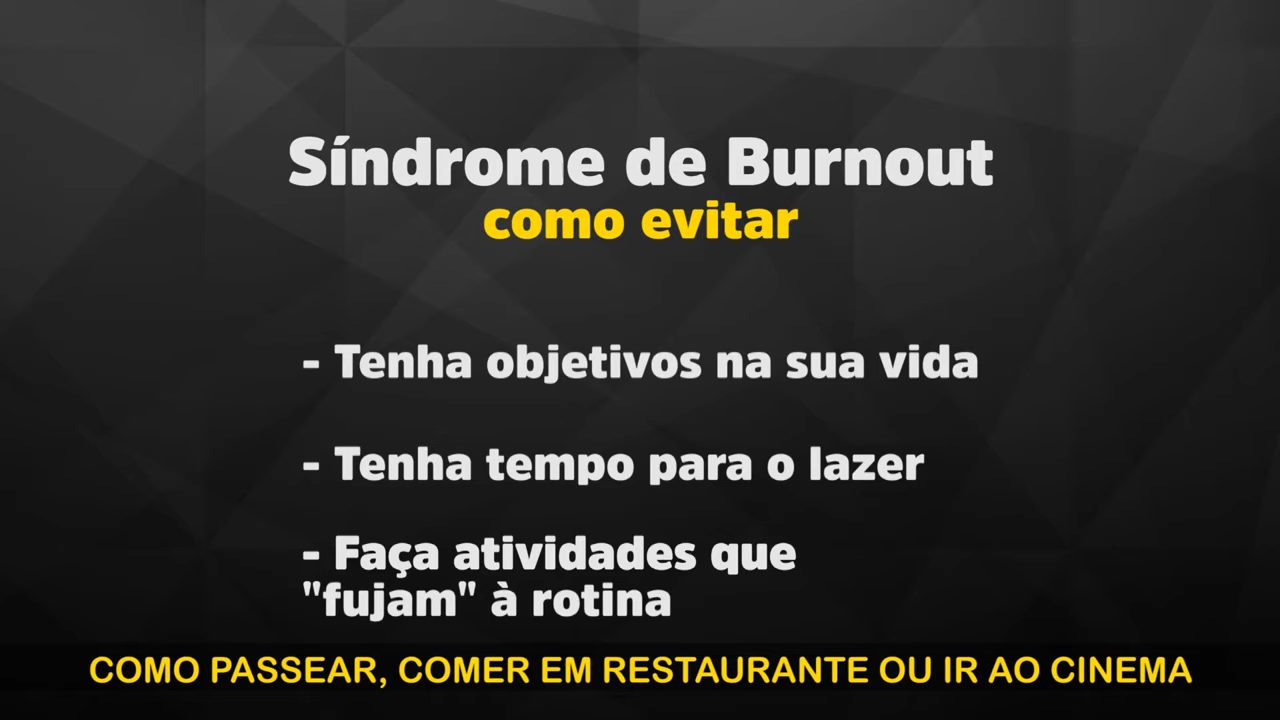 Síndrome de Burnout
como evitar
- Tenha objetivos na sua vida
- Tenha tempo para o lazer
- Faça atividades que
"fujam" à rotina
COMO PASSEAR, COMER EM RESTAURANTE OU IR AO CINEMA